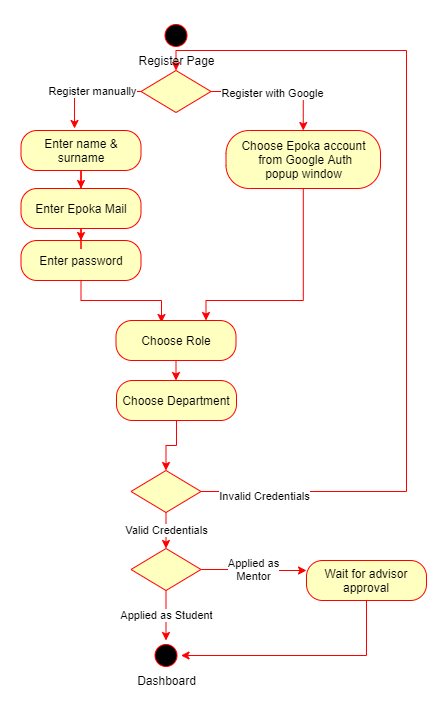 Register Page
Register manually
Register with Google
Enter name &
surname
Choose Epoka account
from Google Auth
popup window
Enter Epoka Mail
Enter password
Choose Role
Choose Department
Invalid Credentials
Valid Credentials
Applied as
Mentor
Wait for advisor
approval
Applied as Student
Dashboard